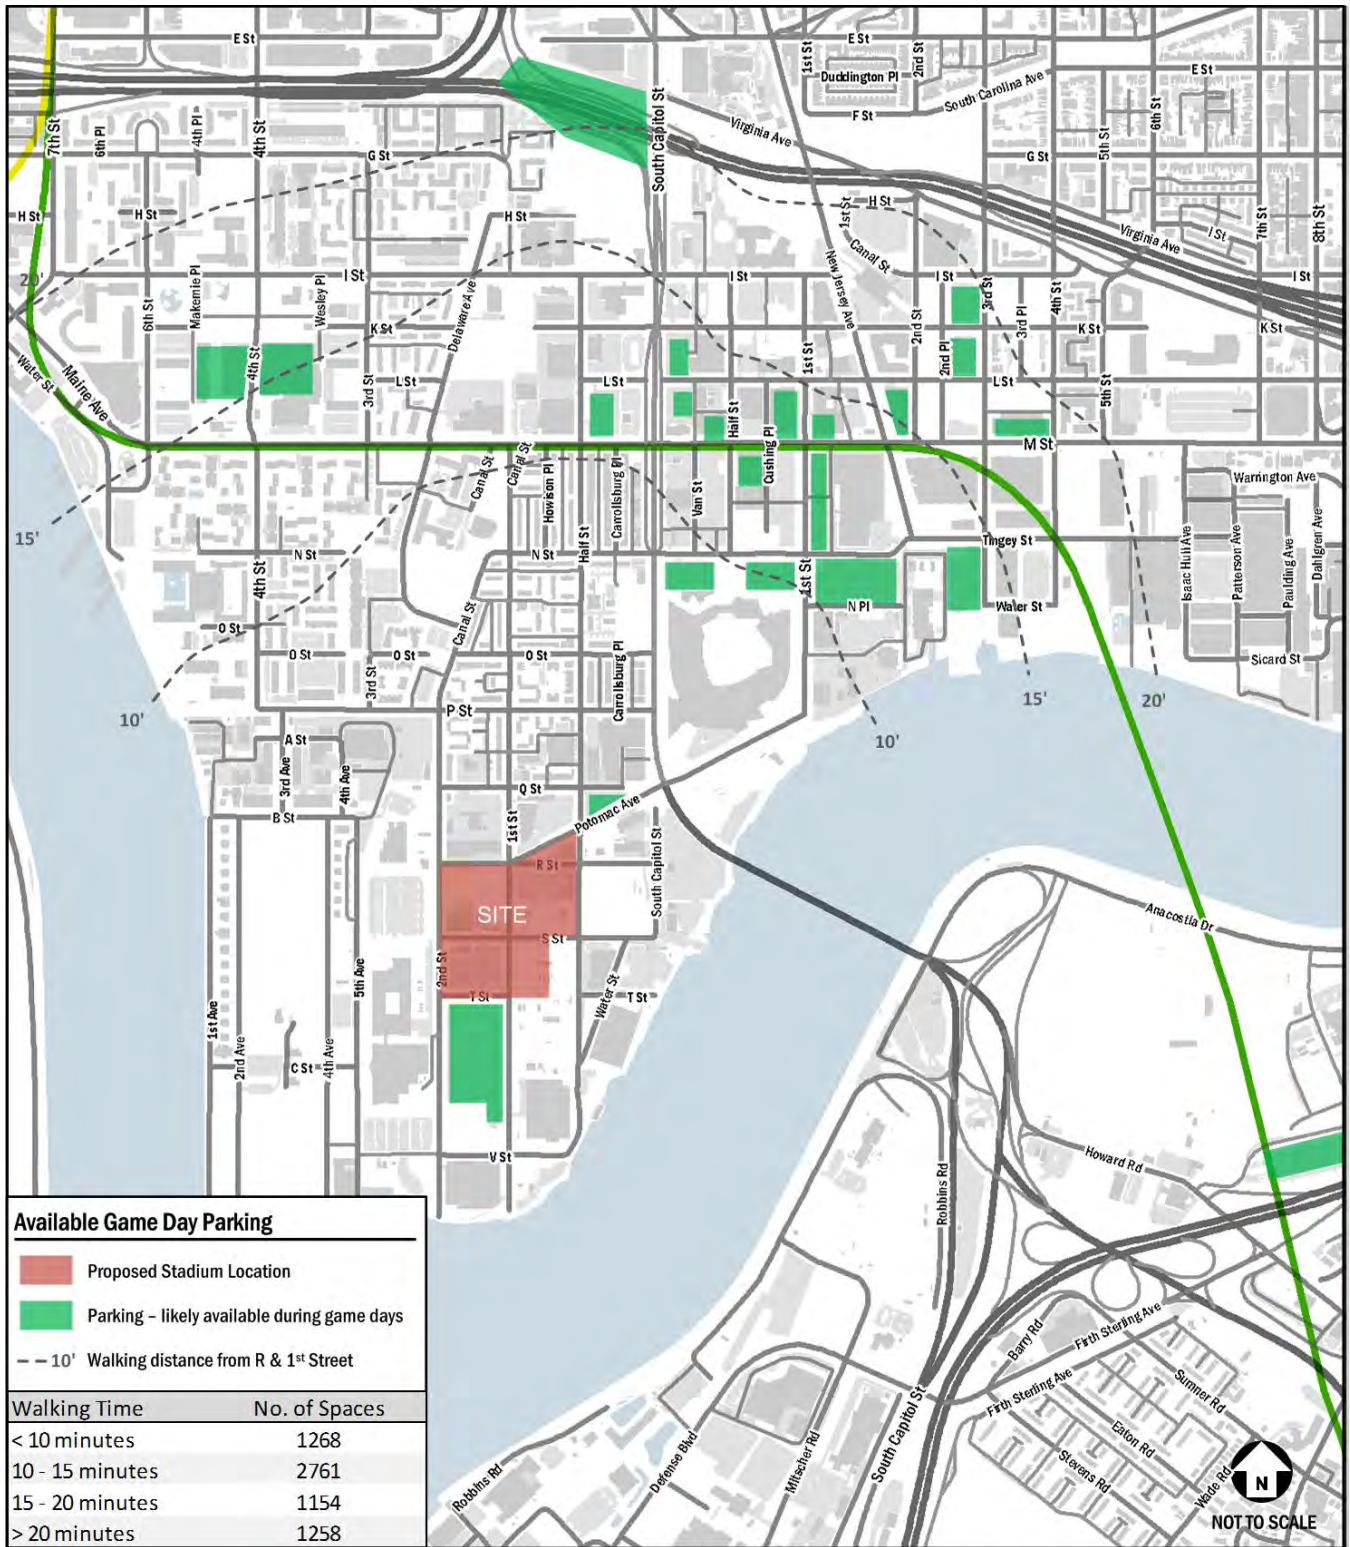 E St
E St
E St
1st St
2nd St
Duddington Pl
South Carolina Ave
F St
7th St
6th Pl
4th Pl
4th St
G St
South Capitol St
Virginia Ave
G St
5th St
6th St
H St
H St
H St
1st St
H St
Canal St
Virginia Ave
I St
7th St
8th St
20'
6th St
Makemie Pl
Wesley Pl
I St
Delaware Ave
I St
New Jersey Ave
I St
3rd St
4th St
I St
K St
2nd St
3rd Pl
K St
K St
Water St
Maine Ave
4th St
3rd St
L St
L St
1st St
2nd Pl
L St
5th St
Half St
Cushing Pl
M St
Canal St
Canal St
Howison Pl
Carrollsburg Pl
Van St
Warrington Ave
15'
N St
4th St
N St
Half St
1st St
Tingey St
Isaac Hull Ave
Patterson Ave
Paulding Ave
Dahlgren Ave
N Pl
Water St
O St
Canal St
O St
O St
O St
3rd St
Carrollsburg Pl
Sicard St
10'
P St
10'
15'
20'
A St
3rd Ave
4th Ave
Q St
Potomac Ave
B St
1st St
R St
South Capitol St
SITE
S St
Anacostia Dr
2nd St
5th Ave
T St
Water St
T St
1st Ave
2nd Ave
4th Ave
C St
V St
Howard Rd
Robbins Rd
Available Game Day Parking
Proposed Stadium Location
Parking – likely available during game days
10' Walking distance from R & 1st Street
Walking Time No. of Spaces
< 10 minutes 1268
10 - 15 minutes 2761
15 - 20 minutes 1154
> 20 minutes 1258
Barry Rd
Firth Sterling Ave
Firth Sterling Ave
Sumner Rd
Eaton Rd
Stevens Rd
Wade Rd
South Capitol St
Mitscher Rd
Defense Blvd
Robbins Rd
N
NOT TO SCALE